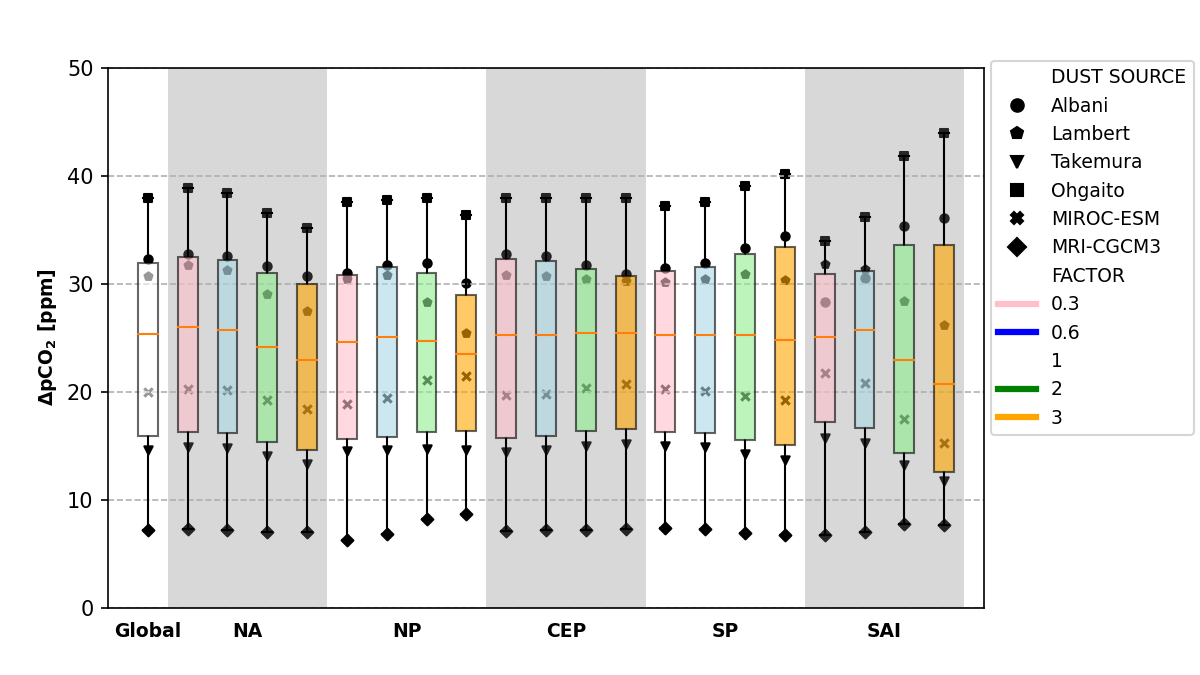 50
40
30
20
10
0
ΔpCO₂ [ppm]
Global NA NP CEP SP SAI
DUST SOURCE
Albani
Lambert
Takemura
Ohgaito
MIROC-ESM
MRI-CGCM3
FACTOR
0.3
0.6
1
2
3